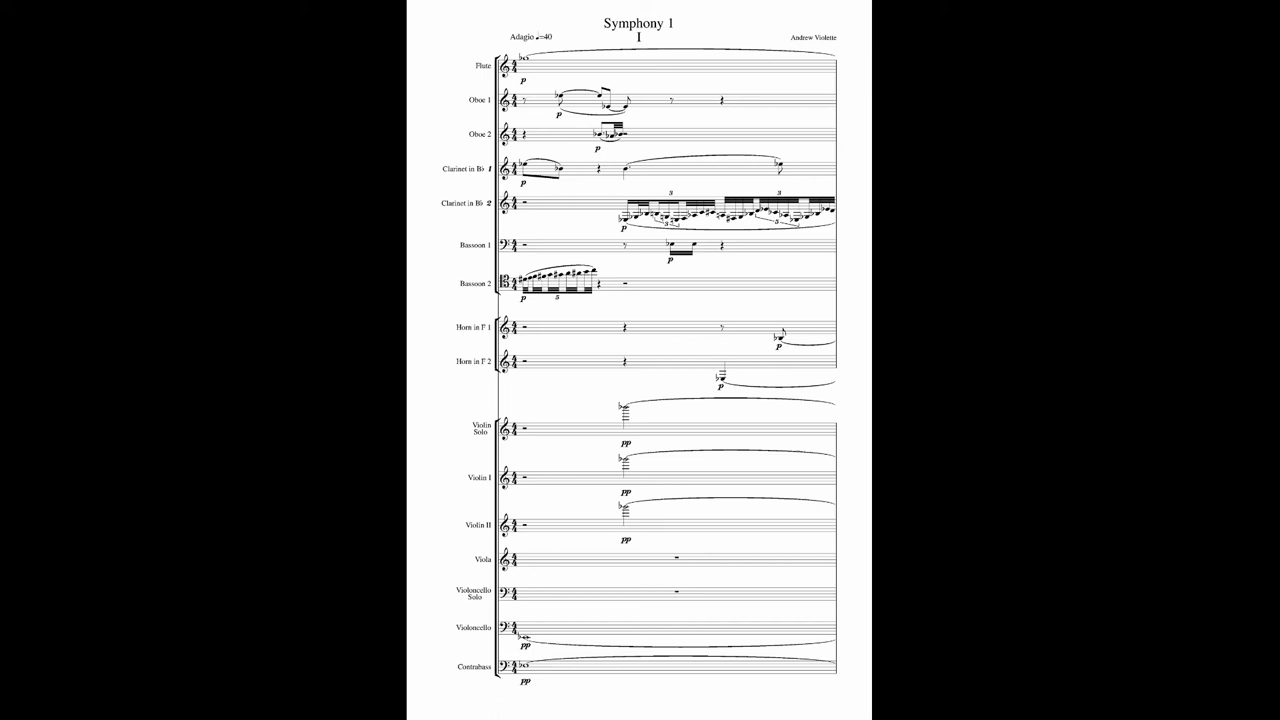 Symphony 1
I
Adagio ♩=40
Andrew Violette
Flute
p
Oboe 1
p
Oboe 2
p
Clarinet in B♭ 1
p
3
3
Clarinet in B♭ 2
3
5
p
Bassoon 1
p
Bassoon 2
p
5
Horn in F 1
p
Horn in F 2
p
Violin
Solo
pp
Violin I
pp
Violin II
pp
Viola
Violoncello
Solo
Violoncello
pp
Contrabass
pp